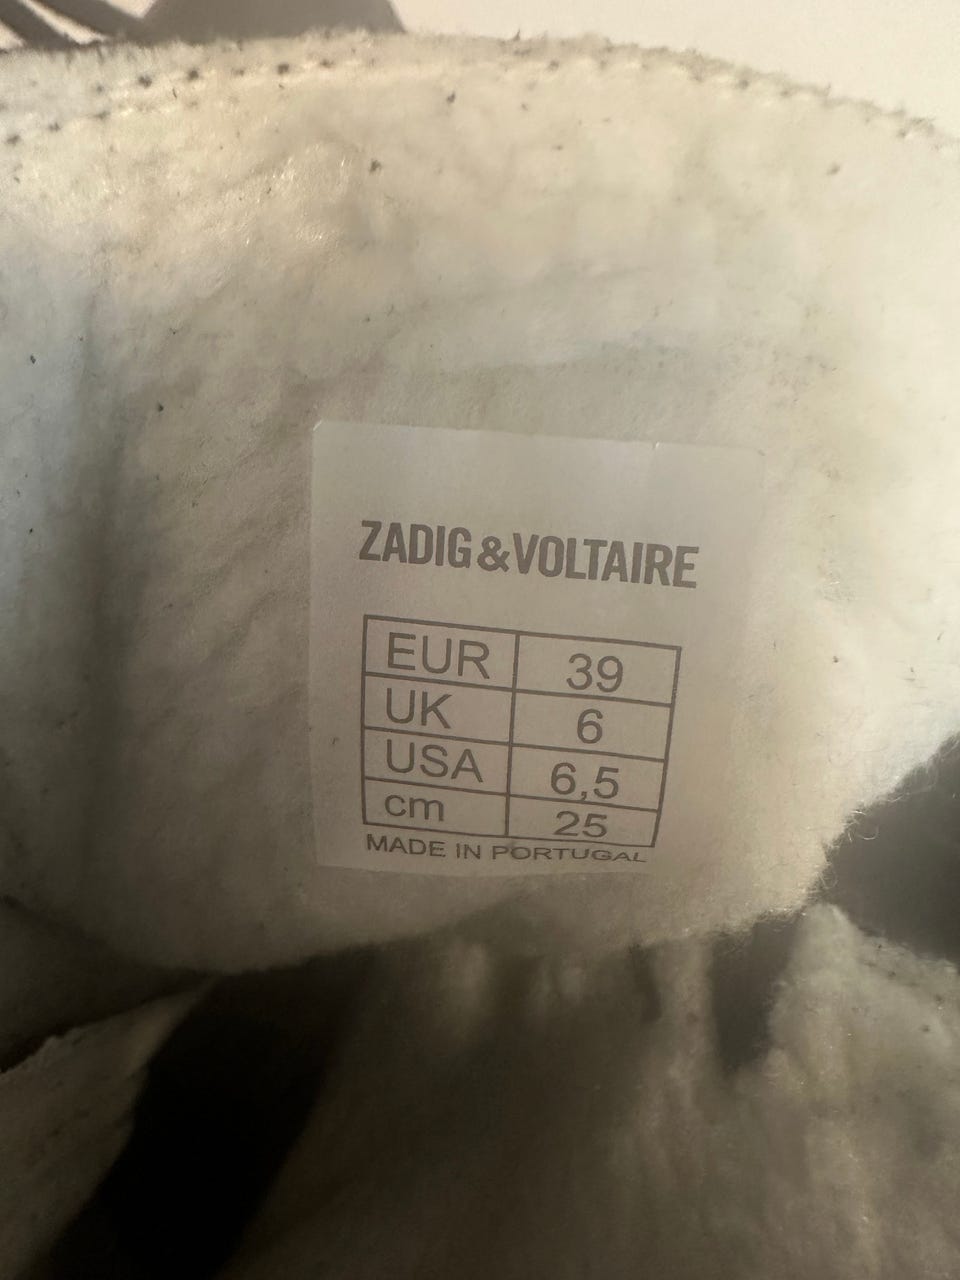 ZADIG&VOLTAIRE
EUR 39
UK 6
USA 6,5
cm 25
MADE IN PORTUGAL